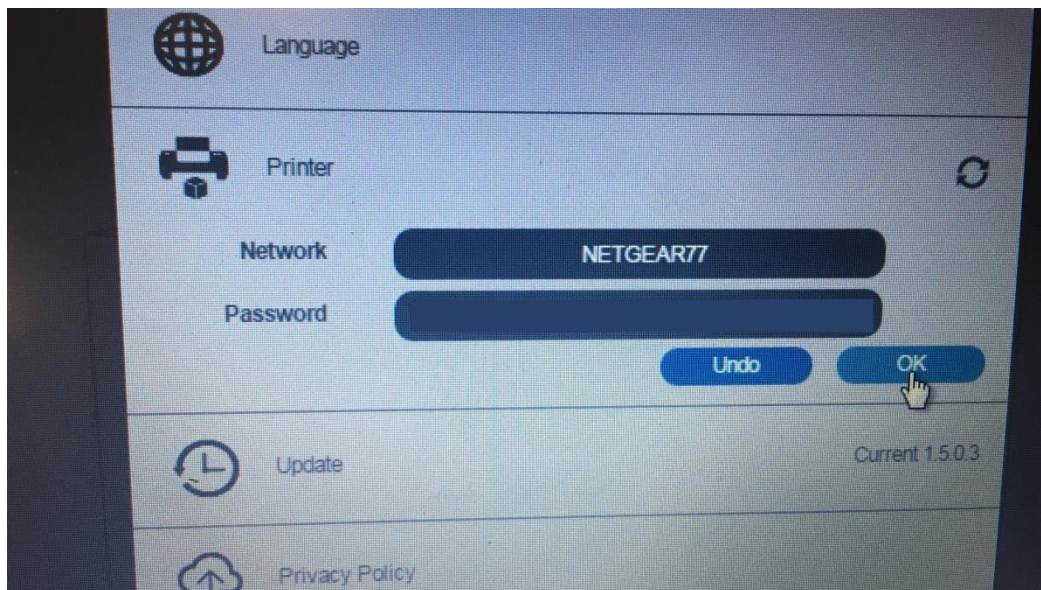 Language
Printer
Network NETGEAR77
Password
Undo OK
Update Current 1.5.0.3
Privacy Policy